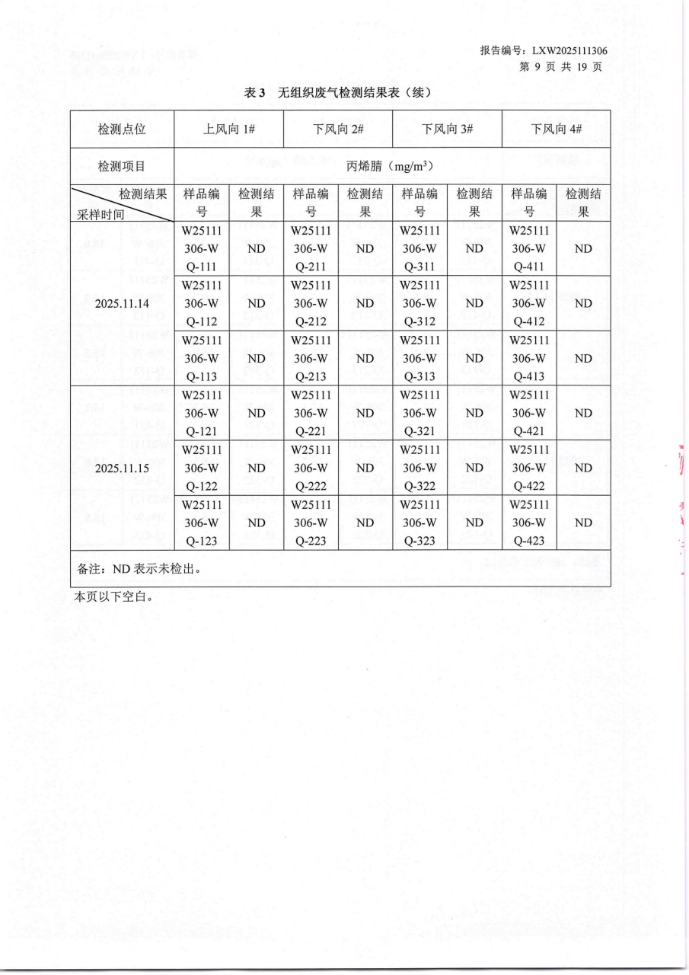 报告编号：LXW2025111306
第 9 页 共 19 页
表 3 无组织废气检测结果表（续）
检测点位 上风向 1# 下风向 2# 下风向 3# 下风向 4#
检测项目 丙烯腈（mg/m³）
检测结果 采样时间 样品编号 检测结果 样品编号 检测结果 样品编号 检测结果 样品编号 检测结果
2025.11.14
W25111306-WQ-111 ND W25111306-WQ-211 ND W25111306-WQ-311 ND W25111306-WQ-411 ND
W25111306-WQ-112 ND W25111306-WQ-212 ND W25111306-WQ-312 ND W25111306-WQ-412 ND
W25111306-WQ-113 ND W25111306-WQ-213 ND W25111306-WQ-313 ND W25111306-WQ-413 ND
2025.11.15
W25111306-WQ-121 ND W25111306-WQ-221 ND W25111306-WQ-321 ND W25111306-WQ-421 ND
W25111306-WQ-122 ND W25111306-WQ-222 ND W25111306-WQ-322 ND W25111306-WQ-422 ND
W25111306-WQ-123 ND W25111306-WQ-223 ND W25111306-WQ-323 ND W25111306-WQ-423 ND
备注：ND 表示未检出。
本页以下空白。